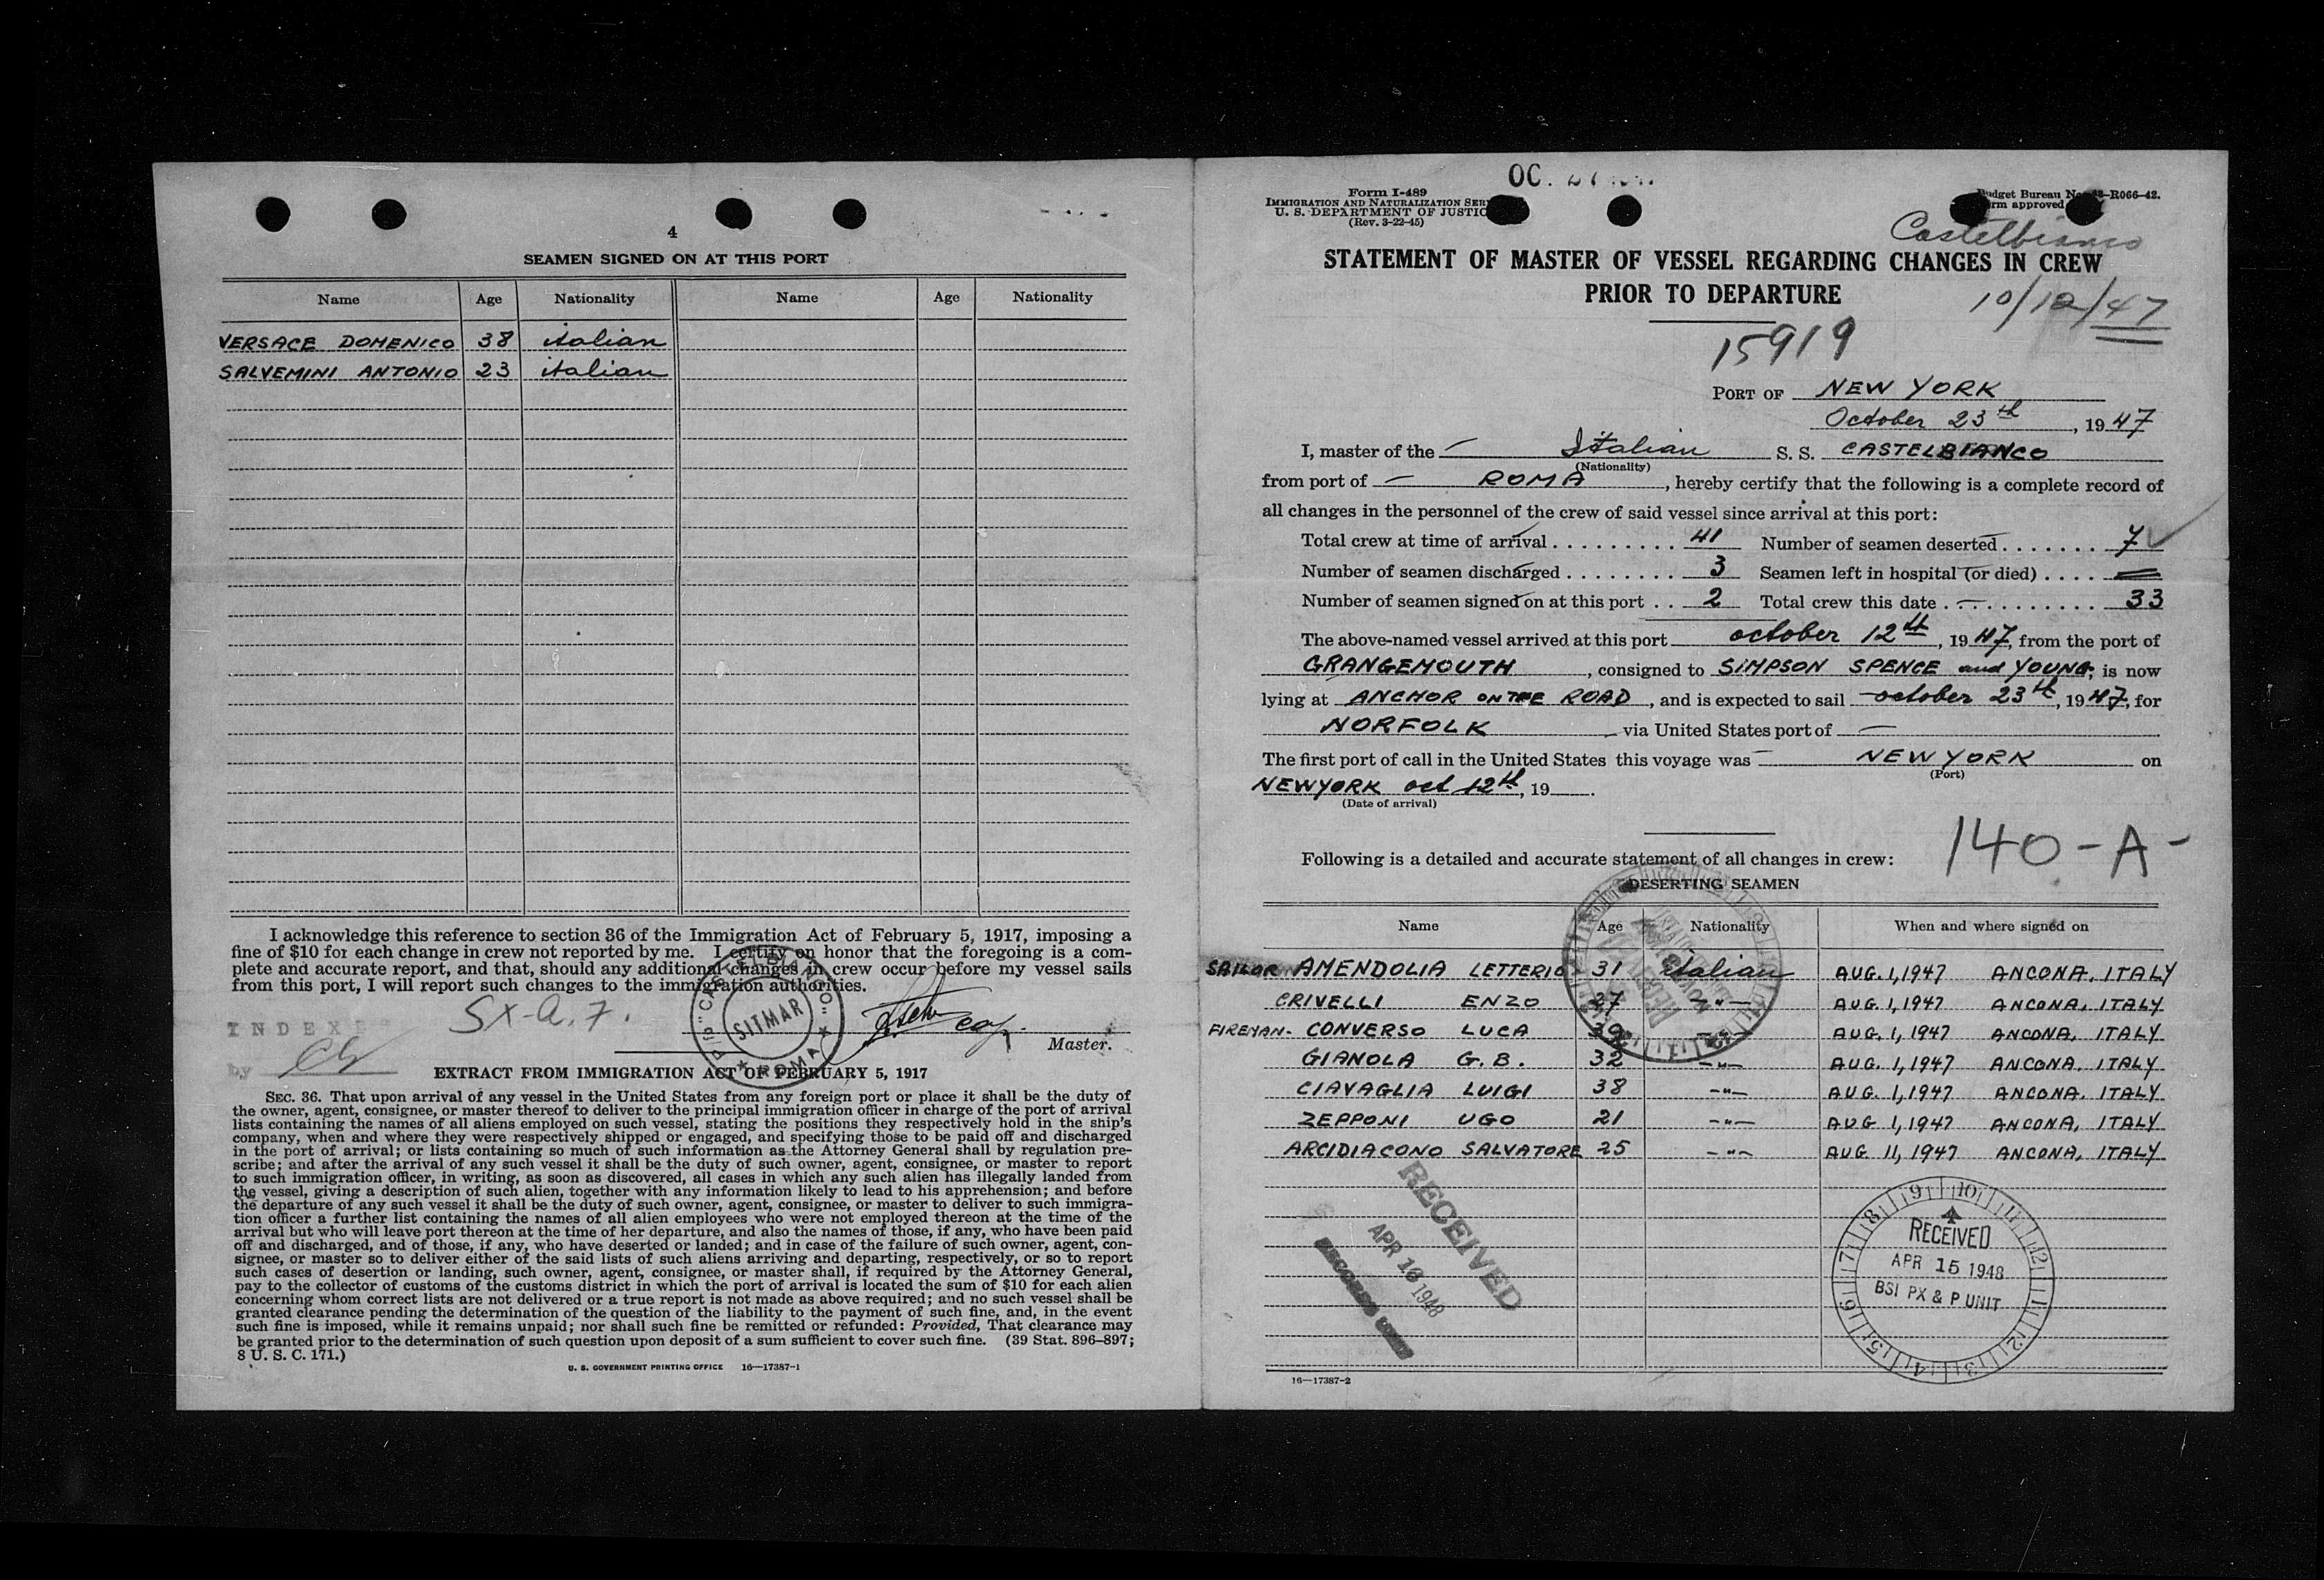 4
SEAMEN SIGNED ON AT THIS PORT
Name Age Nationality Name Age Nationality
VERSACE DOMENICO 38 italian
SALVEMINI ANTONIO 23 italian
I acknowledge this reference to section 36 of the Immigration Act of February 5, 1917, imposing a
fine of $10 for each change in crew not reported by me. I certify on honor that the foregoing is a com-
plete and accurate report, and that, should any additional changes in crew occur before my vessel sails
from this port, I will report such changes to the immigration authorities.
INDEX
by
Sx-a. 7.
"CASTELBIANCO"
SITMAR
ROMA
Master.
EXTRACT FROM IMMIGRATION ACT OF FEBRUARY 5, 1917
SEC. 36. That upon arrival of any vessel in the United States from any foreign port or place it shall be the duty of
the owner, agent, consignee, or master thereof to deliver to the principal immigration officer in charge of the port of arrival
lists containing the names of all aliens employed on such vessel, stating the positions they respectively hold in the ship's
company, when and where they were respectively shipped or engaged, and specifying those to be paid off and discharged
in the port of arrival; or lists containing so much of such information as the Attorney General shall by regulation pre-
scribe; and after the arrival of any such vessel it shall be the duty of such owner, agent, consignee, or master to report
to such immigration officer, in writing, as soon as discovered, all cases in which any such alien has illegally landed from
the vessel, giving a description of such alien, together with any information likely to lead to his apprehension; and before
the departure of any such vessel it shall be the duty of such owner, agent, consignee, or master to deliver to such immigra-
tion officer a further list containing the names of all alien employees who were not employed thereon at the time of the
arrival but who will leave port thereon at the time of her departure, and also the names of those, if any, who have been paid
off and discharged, and of those, if any, who have deserted or landed; and in case of the failure of such owner, agent, con-
signee, or master so to deliver either of the said lists of such aliens arriving and departing, respectively, or so to report
such cases of desertion or landing, such owner, agent, consignee, or master shall, if required by the Attorney General,
pay to the collector of customs of the customs district in which the port of arrival is located the sum of $10 for each alien
concerning whom correct lists are not delivered or a true report is not made as above required; and no such vessel shall be
granted clearance pending the determination of the question of the liability to the payment of such fine, and, in the event
such fine is imposed, while it remains unpaid; nor shall such fine be remitted or refunded: Provided, That clearance may
be granted prior to the determination of such question upon deposit of a sum sufficient to cover such fine. (39 Stat. 896–897;
8 U. S. C. 171.)
U. S. GOVERNMENT PRINTING OFFICE 16—17387-1
Form I-489
IMMIGRATION AND NATURALIZATION SER
U. S. DEPARTMENT OF JUSTIC
(Rev. 3-22-45)
OC.
Budget Bureau No. R066-42.
rm approved
Castelbianco
STATEMENT OF MASTER OF VESSEL REGARDING CHANGES IN CREW
PRIOR TO DEPARTURE
10/12/47
15919
PORT OF NEW YORK
October 23th, 1947
I, master of the Italian S. S. CASTELBIANCO
(Nationality)
from port of ROMA, hereby certify that the following is a complete record of
all changes in the personnel of the crew of said vessel since arrival at this port:
Total crew at time of arrival 41 Number of seamen deserted 7
Number of seamen discharged 3 Seamen left in hospital (or died) —
Number of seamen signed on at this port 2 Total crew this date 33
The above-named vessel arrived at this port october 12th, 1947, from the port of
GRANGEMOUTH, consigned to SIMPSON SPENCE and YOUNG; is now
lying at ANCHOR ON THE ROAD, and is expected to sail october 23th, 1947, for
NORFOLK via United States port of —
The first port of call in the United States this voyage was NEW YORK on
(Port)
NEWYORK oct 12th, 19 .
(Date of arrival)
140-A-
Following is a detailed and accurate statement of all changes in crew:
DESERTING SEAMEN
Name Age Nationality When and where signed on
SAILOR AMENDOLIA LETTERIO 31 italian AUG. 1, 1947 ANCONA, ITALY
CRIVELLI ENZO 27 -"- AUG. 1, 1947 ANCONA, ITALY
FIREMAN- CONVERSO LUCA 39 -"- AUG. 1, 1947 ANCONA, ITALY
GIANOLA G.B. 32 -"- AUG. 1, 1947 ANCONA, ITALY
CIAVAGLIA LUIGI 38 -"- AUG. 1, 1947 ANCONA, ITALY
ZEPPONI UGO 21 -"- AUG 1, 1947 ANCONA, ITALY
ARCIDIACONO SALVATORE 25 -"- AUG. 11, 1947 ANCONA, ITALY
RECEIVED
APR 16 1948
RECEIVED
APR 15 1948
BSI PX & P UNIT
16—17387-2